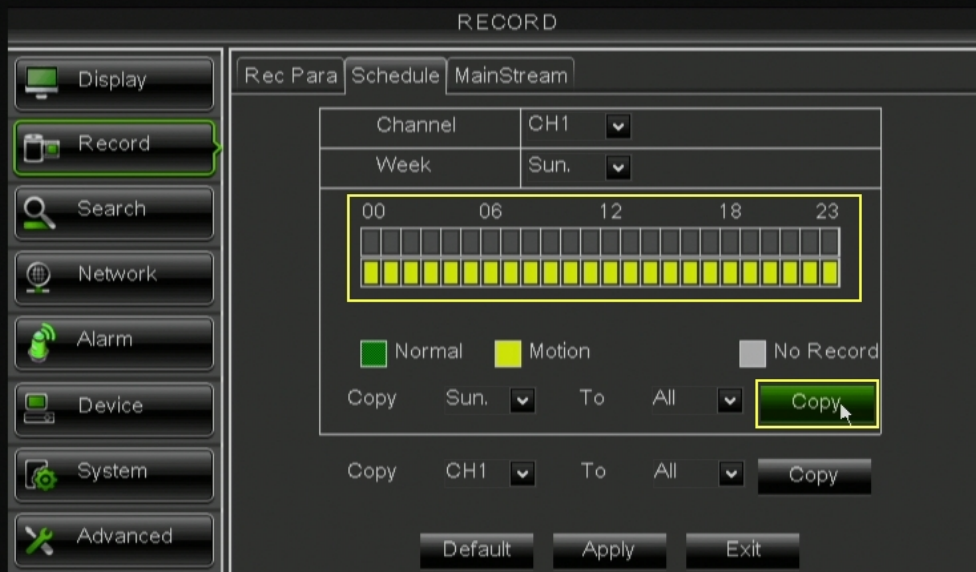 RECORD
Display
Record
Search
Network
Alarm
Device
System
Advanced
Rec Para Schedule MainStream
Channel CH1
Week Sun.
00 06 12 18 23
Normal Motion No Record
Copy Sun. To All Copy
Copy CH1 To All Copy
Default Apply Exit